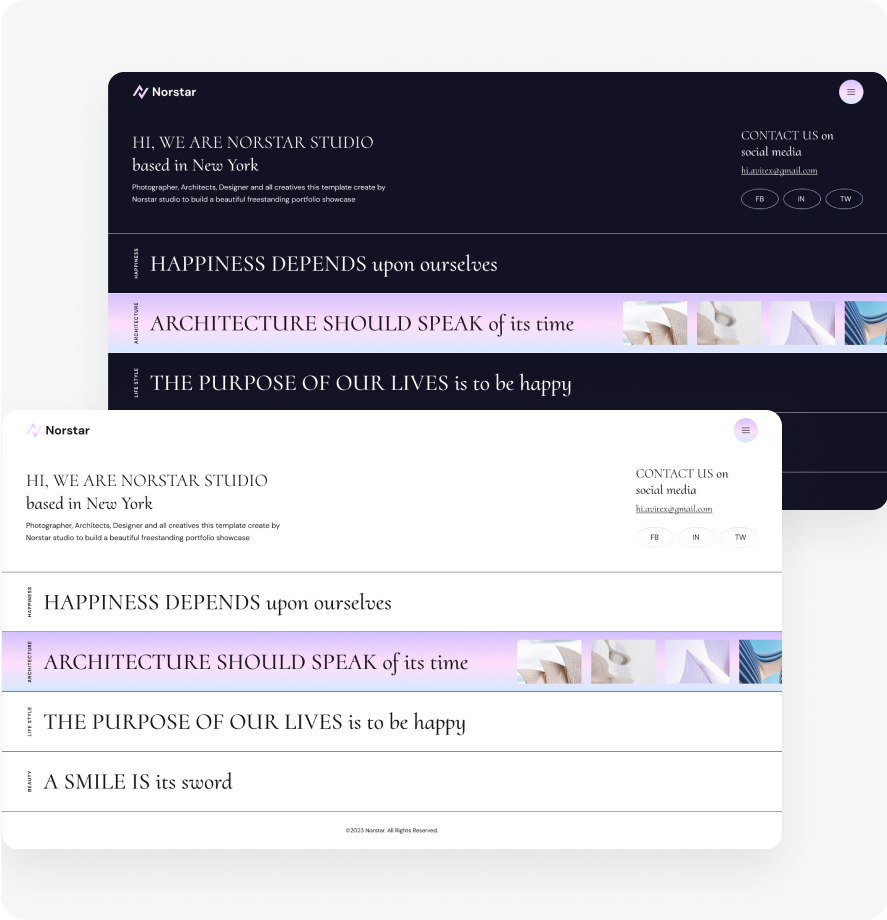 Norstar
HI, WE ARE NORSTAR STUDIO
based in New York
Photographer, Architects, Designer and all creatives this template create by
Norstar studio to build a beautiful freestanding portfolio showcase
CONTACT US on
social media
hi.avitex@gmail.com
FB
IN
TW
HAPPINESS
HAPPINESS DEPENDS upon ourselves
ARCHITECTURE
ARCHITECTURE SHOULD SPEAK of its time
LIFE STYLE
THE PURPOSE OF OUR LIVES is to be happy
Norstar
HI, WE ARE NORSTAR STUDIO
based in New York
Photographer, Architects, Designer and all creatives this template create by
Norstar studio to build a beautiful freestanding portfolio showcase
CONTACT US on
social media
hi.avitex@gmail.com
FB
IN
TW
HAPPINESS
HAPPINESS DEPENDS upon ourselves
ARCHITECTURE
ARCHITECTURE SHOULD SPEAK of its time
LIFE STYLE
THE PURPOSE OF OUR LIVES is to be happy
BEAUTY
A SMILE IS its sword
©2023 Norstar. All Rights Reserved.